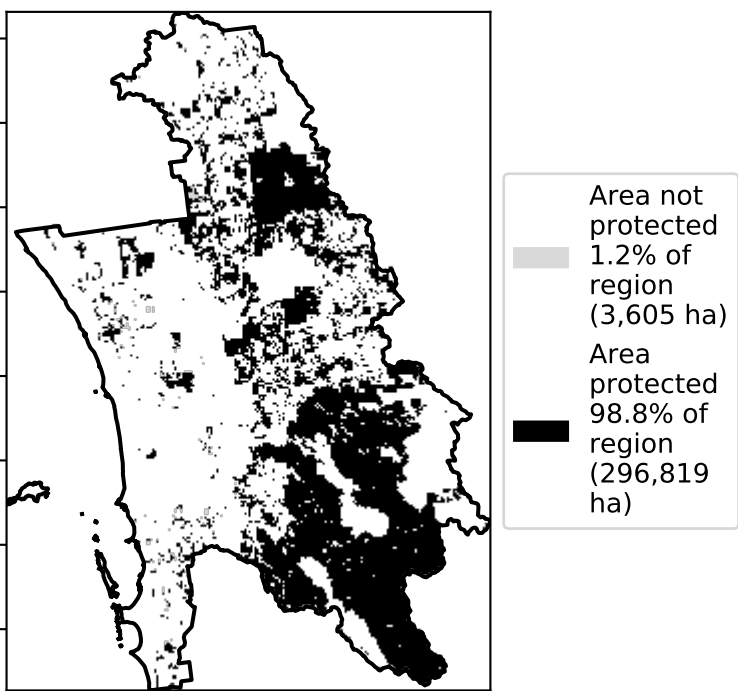 Area not
protected
1.2% of
region
(3,605 ha)
Area
protected
98.8% of
region
(296,819
ha)